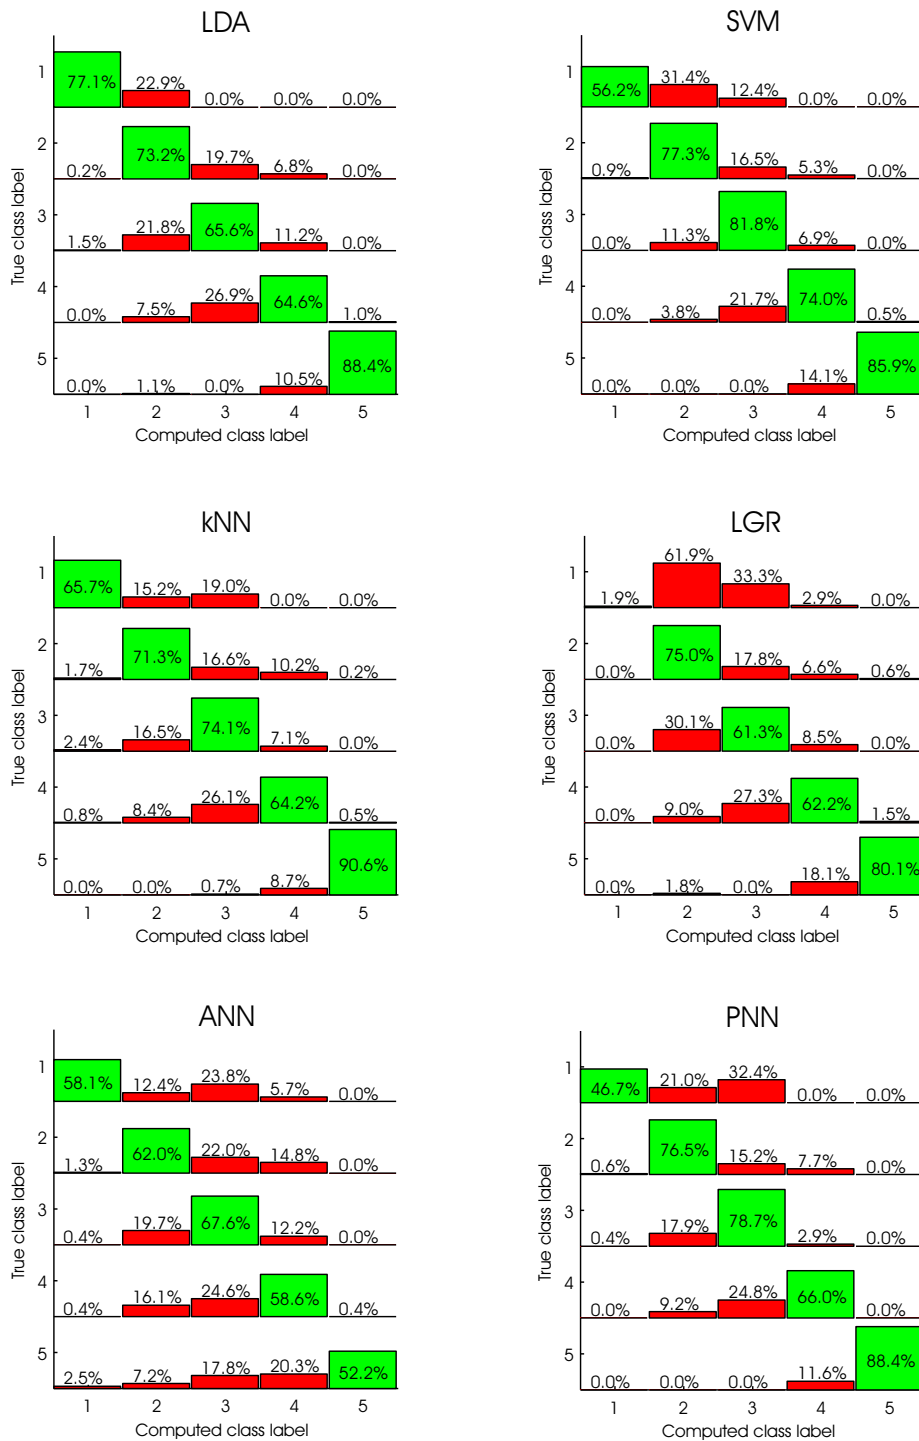 LDA
True class label
1
77.1% 22.9% 0.0% 0.0% 0.0%
2
0.2% 73.2% 19.7% 6.8% 0.0%
3
1.5% 21.8% 65.6% 11.2% 0.0%
4
0.0% 7.5% 26.9% 64.6% 1.0%
5
0.0% 1.1% 0.0% 10.5% 88.4%
1 2 3 4 5
Computed class label
SVM
True class label
1
56.2% 31.4% 12.4% 0.0% 0.0%
2
0.9% 77.3% 16.5% 5.3% 0.0%
3
0.0% 11.3% 81.8% 6.9% 0.0%
4
0.0% 3.8% 21.7% 74.0% 0.5%
5
0.0% 0.0% 0.0% 14.1% 85.9%
1 2 3 4 5
Computed class label
kNN
True class label
1
65.7% 15.2% 19.0% 0.0% 0.0%
2
1.7% 71.3% 16.6% 10.2% 0.2%
3
2.4% 16.5% 74.1% 7.1% 0.0%
4
0.8% 8.4% 26.1% 64.2% 0.5%
5
0.0% 0.0% 0.7% 8.7% 90.6%
1 2 3 4 5
Computed class label
LGR
True class label
1
1.9% 61.9% 33.3% 2.9% 0.0%
2
0.0% 75.0% 17.8% 6.6% 0.6%
3
0.0% 30.1% 61.3% 8.5% 0.0%
4
0.0% 9.0% 27.3% 62.2% 1.5%
5
0.0% 1.8% 0.0% 18.1% 80.1%
1 2 3 4 5
Computed class label
ANN
True class label
1
58.1% 12.4% 23.8% 5.7% 0.0%
2
1.3% 62.0% 22.0% 14.8% 0.0%
3
0.4% 19.7% 67.6% 12.2% 0.0%
4
0.4% 16.1% 24.6% 58.6% 0.4%
5
2.5% 7.2% 17.8% 20.3% 52.2%
1 2 3 4 5
Computed class label
PNN
True class label
1
46.7% 21.0% 32.4% 0.0% 0.0%
2
0.6% 76.5% 15.2% 7.7% 0.0%
3
0.4% 17.9% 78.7% 2.9% 0.0%
4
0.0% 9.2% 24.8% 66.0% 0.0%
5
0.0% 0.0% 0.0% 11.6% 88.4%
1 2 3 4 5
Computed class label